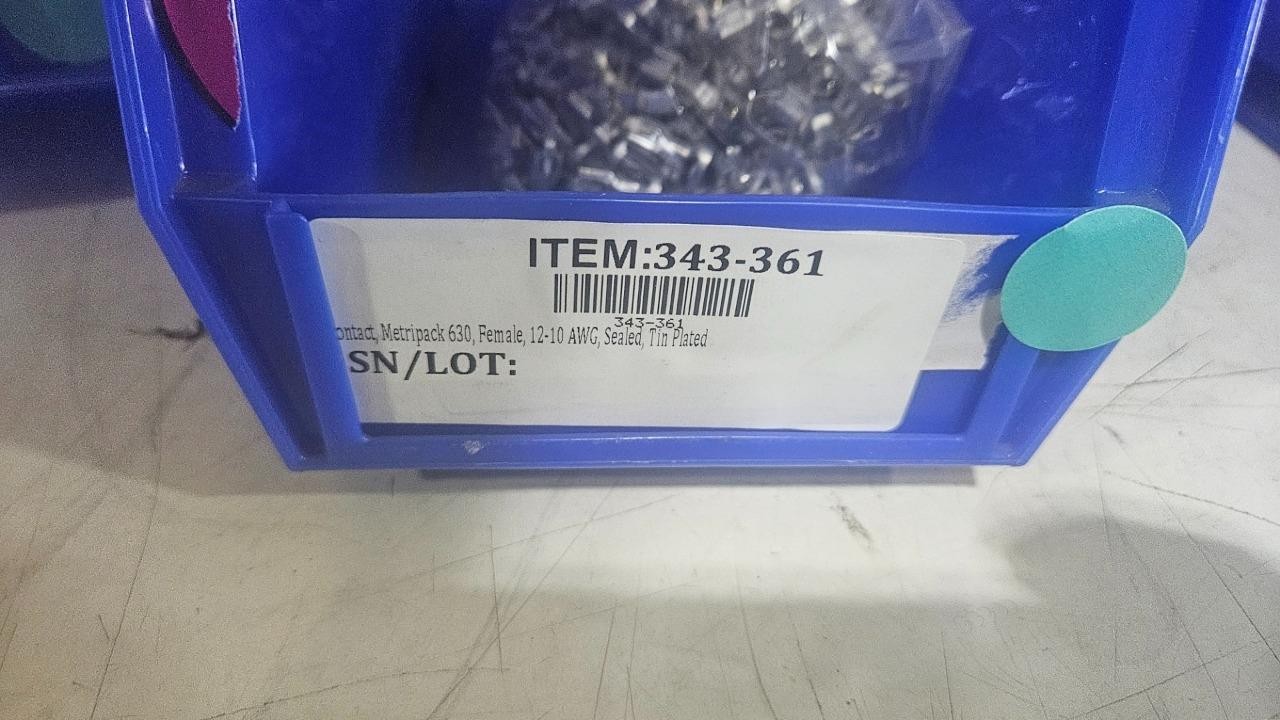 ITEM:343-361
343-361
ontact, Metripack 630, Female, 12-10 AWG, Sealed, Tin Plated
SN/LOT: